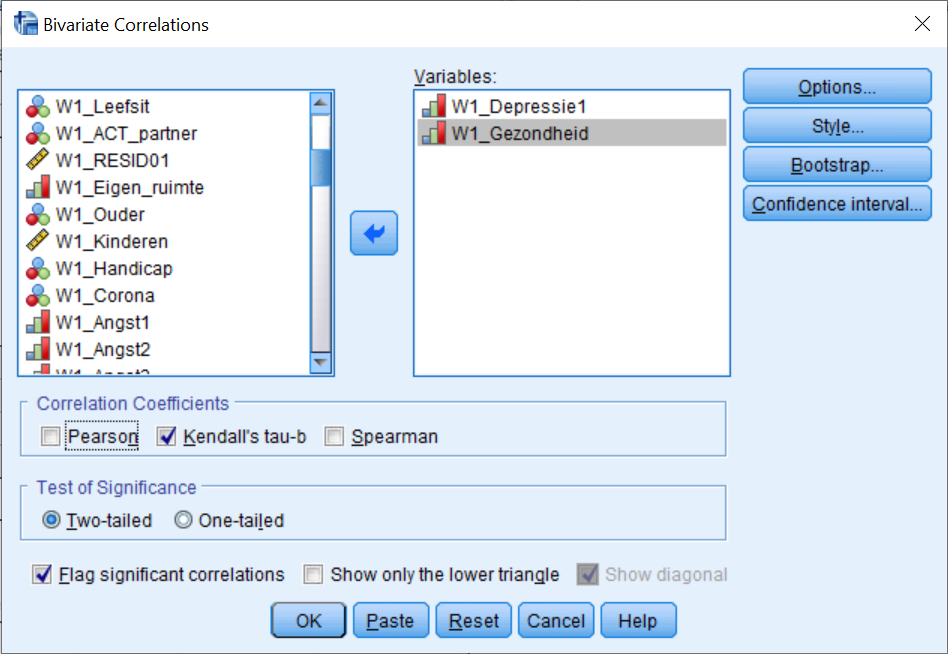 Bivariate Correlations
Variables:
W1_Leefsit
W1_ACT_partner
W1_RESID01
W1_Eigen_ruimte
W1_Ouder
W1_Kinderen
W1_Handicap
W1_Corona
W1_Angst1
W1_Angst2
W1_Depressie1
W1_Gezondheid
Options...
Style...
Bootstrap...
Confidence interval...
Correlation Coefficients
Pearson Kendall's tau-b Spearman
Test of Significance
Two-tailed One-tailed
Flag significant correlations Show only the lower triangle Show diagonal
OK Paste Reset Cancel Help